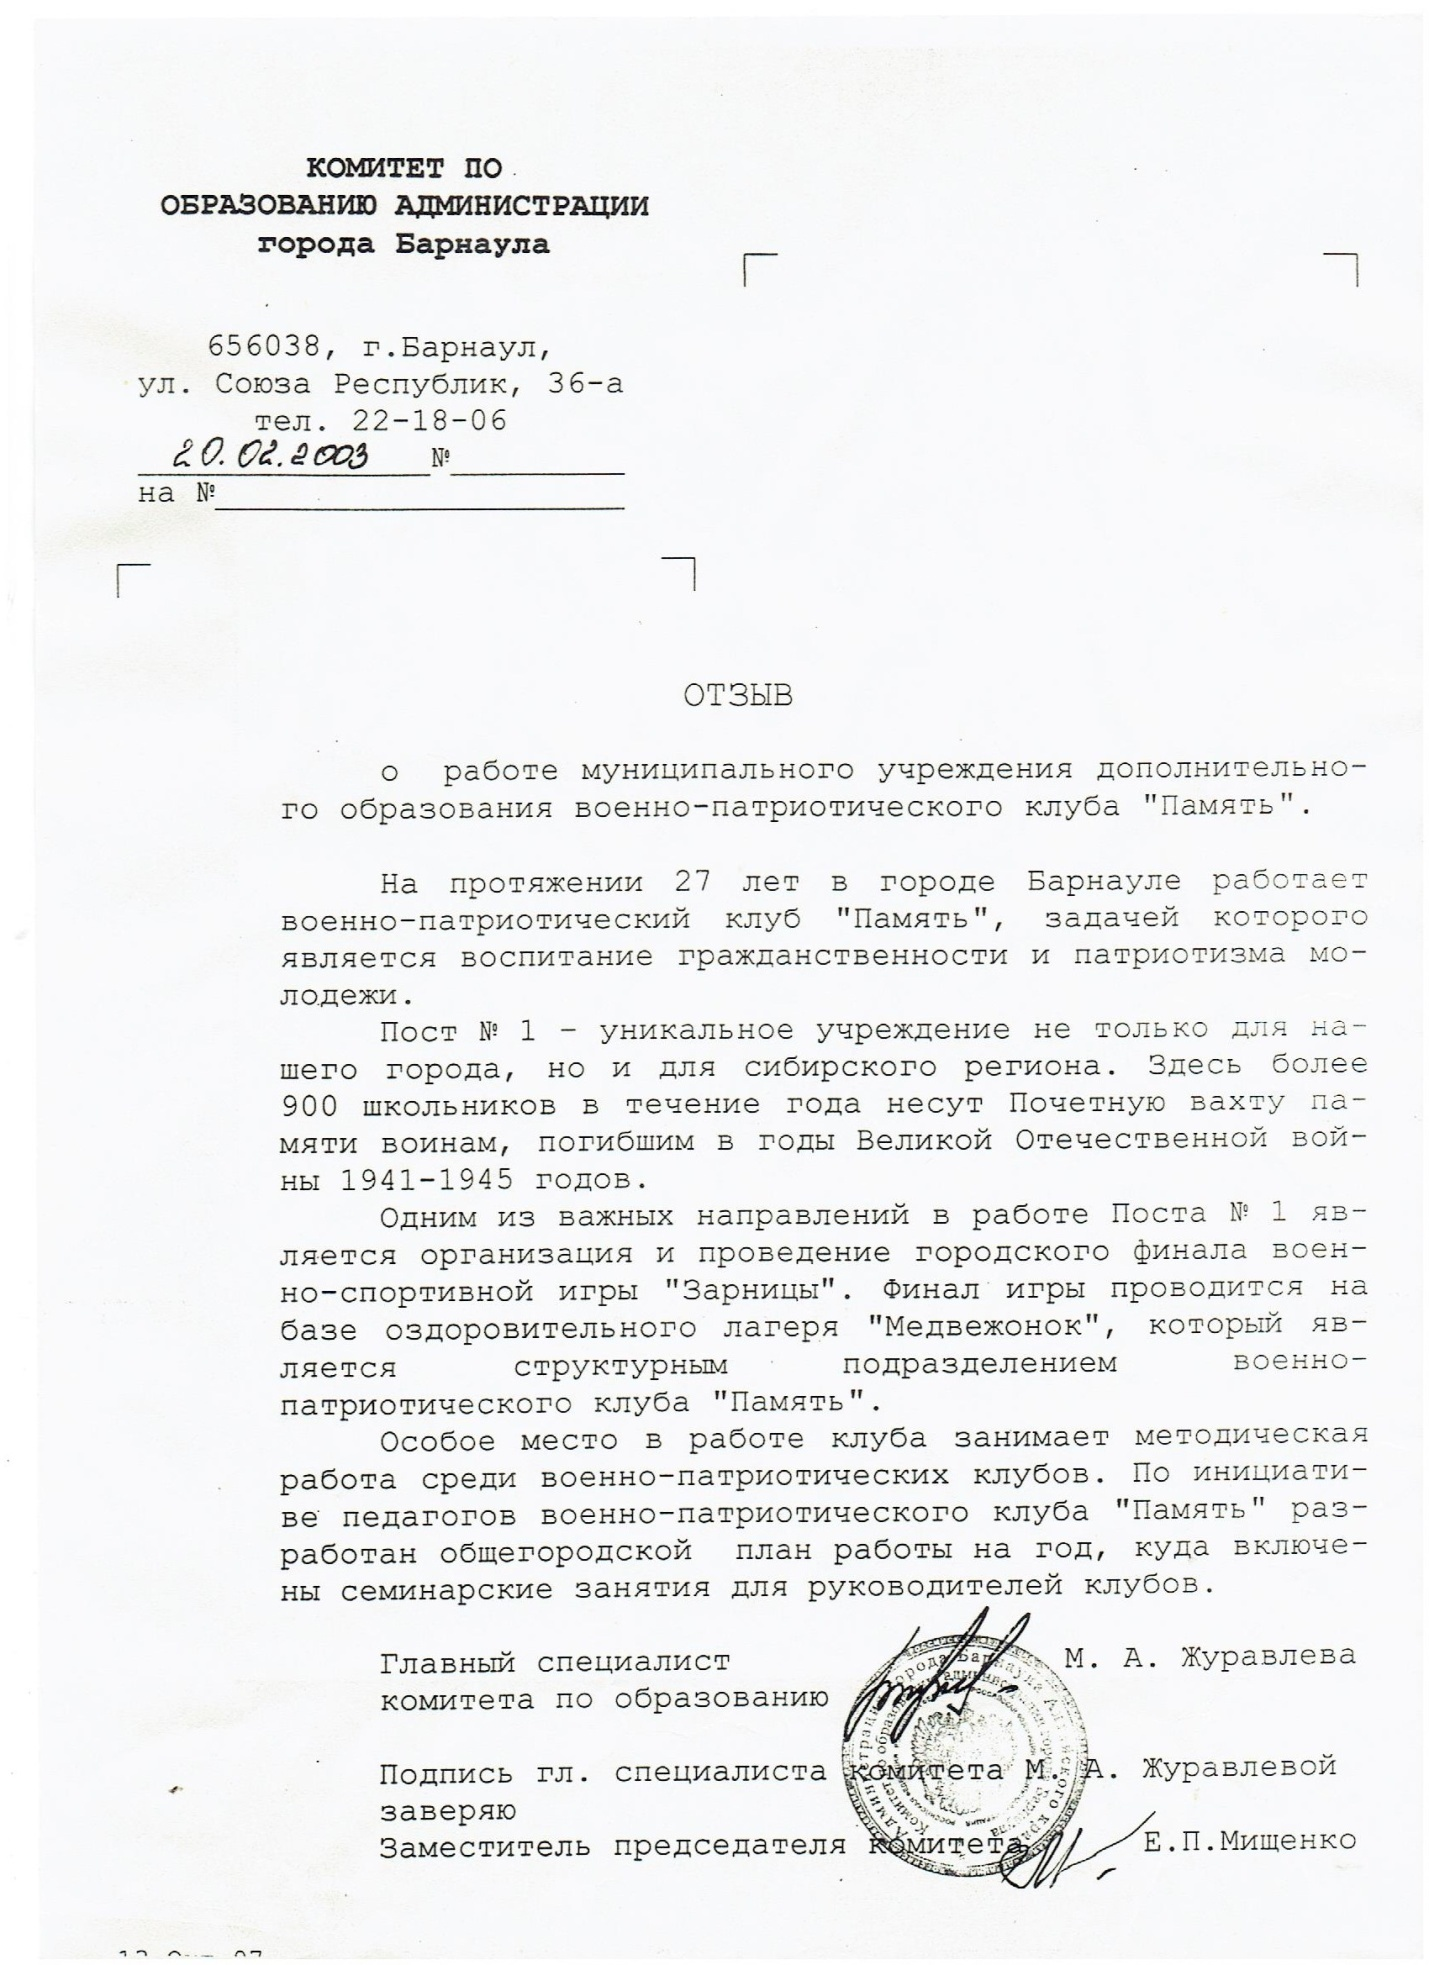 КОМИТЕТ ПО
ОБРАЗОВАНИЮ АДМИНИСТРАЦИИ
города Барнаула
656038, г.Барнаул,
ул. Союза Республик, 36-а
тел. 22-18-06
20.02.2003 №
на №
ОТЗЫВ
о работе муниципального учреждения дополнительно-
го образования военно-патриотического клуба "Память".
На протяжении 27 лет в городе Барнауле работает
военно-патриотический клуб "Память", задачей которого
является воспитание гражданственности и патриотизма мо-
лодежи.
Пост № 1 – уникальное учреждение не только для на-
шего города, но и для сибирского региона. Здесь более
900 школьников в течение года несут Почетную вахту па-
мяти воинам, погибшим в годы Великой Отечественной вой-
ны 1941-1945 годов.
Одним из важных направлений в работе Поста № 1 яв-
ляется организация и проведение городского финала воен-
но-спортивной игры "Зарницы". Финал игры проводится на
базе оздоровительного лагеря "Медвежонок", который яв-
ляется структурным подразделением военно-
патриотического клуба "Память".
Особое место в работе клуба занимает методическая
работа среди военно-патриотических клубов. По инициати-
ве педагогов военно-патриотического клуба "Память" раз-
работан общегородской план работы на год, куда включе-
ны семинарские занятия для руководителей клубов.
Главный специалист М. А. Журавлева
комитета по образованию
Подпись гл. специалиста комитета М. А. Журавлевой
заверяю
Заместитель председателя комитета Е.П.Мищенко